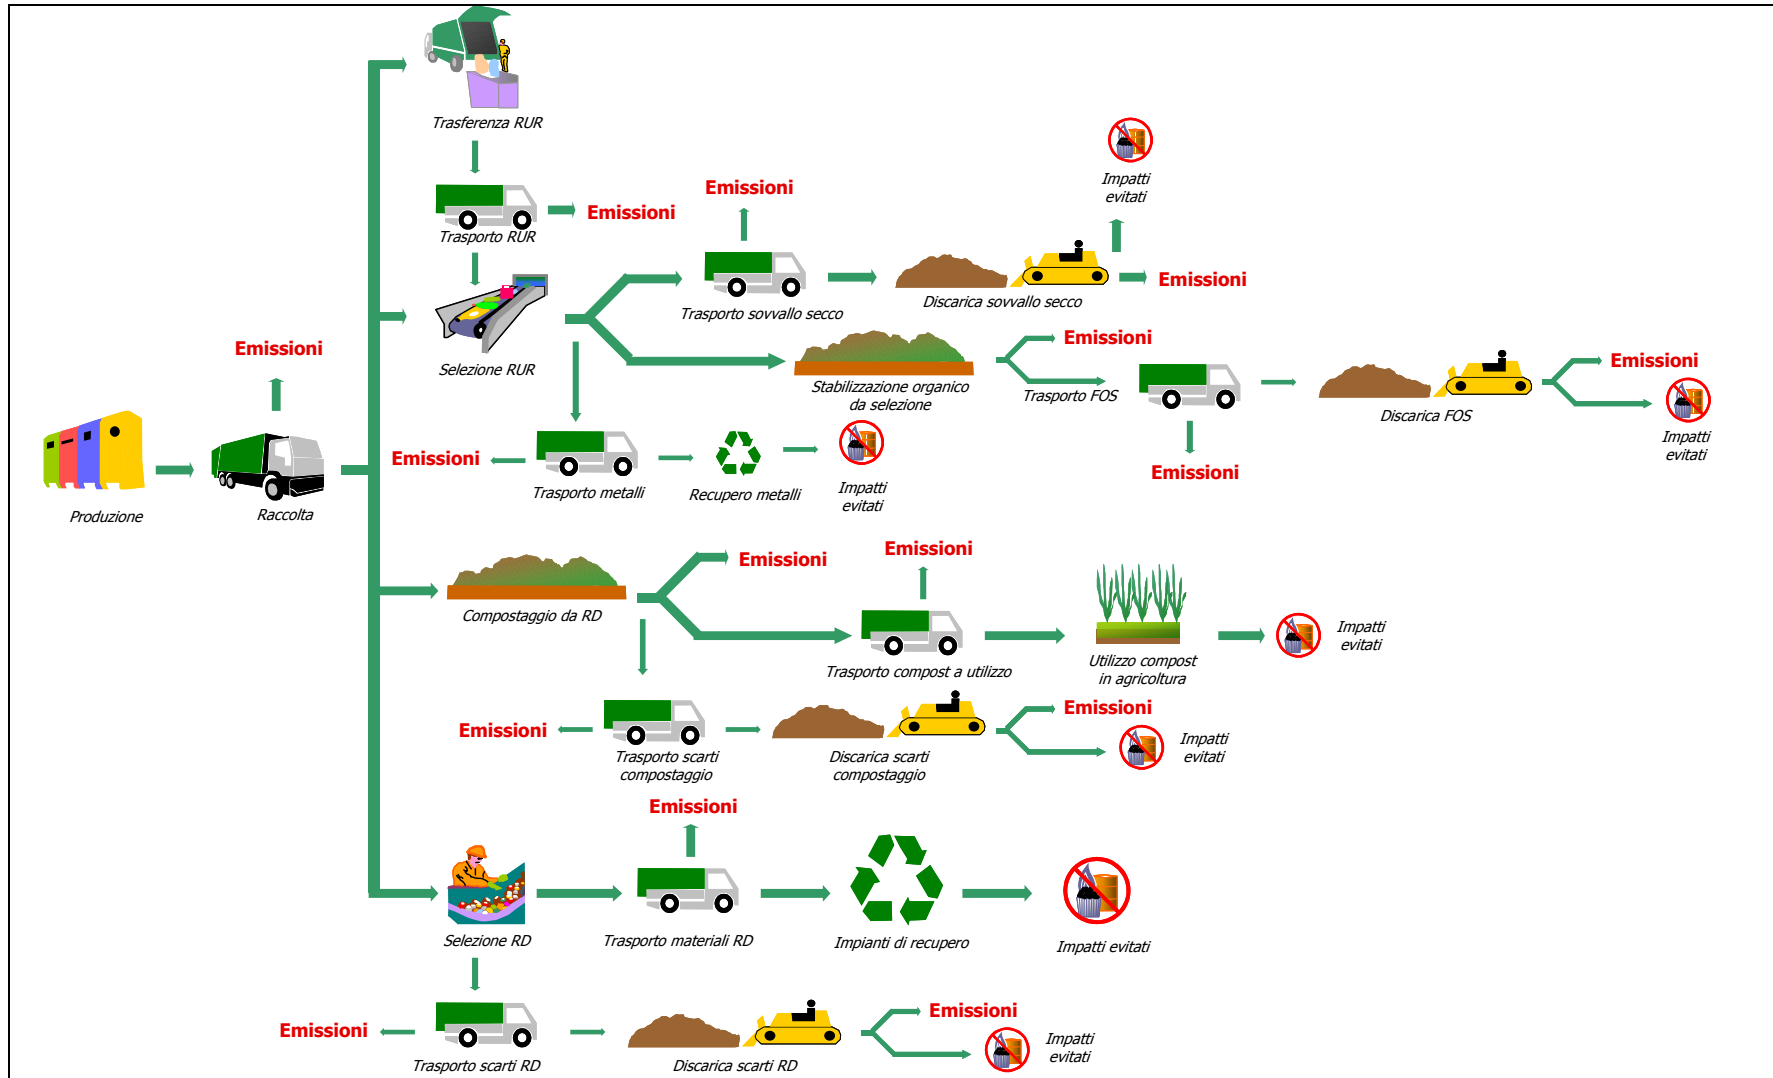 Trasferenza RUR
Impatti
evitati
Emissioni
Emissioni
Trasporto RUR
Emissioni
Discarica sovvallo secco
Trasporto sovvallo secco
Emissioni
Emissioni
Emissioni
Selezione RUR
Stabilizzazione organico
da selezione
Trasporto FOS
Discarica FOS
Impatti
evitati
Emissioni
Emissioni
Trasporto metalli
Recupero metalli
Impatti
evitati
Produzione
Raccolta
Emissioni
Emissioni
Compostaggio da RD
Trasporto compost a utilizzo
Utilizzo compost
in agricoltura
Impatti
evitati
Emissioni
Emissioni
Trasporto scarti
compostaggio
Discarica scarti
compostaggio
Impatti
evitati
Emissioni
Selezione RD
Trasporto materiali RD
Impianti di recupero
Impatti evitati
Emissioni
Emissioni
Trasporto scarti RD
Discarica scarti RD
Impatti
evitati